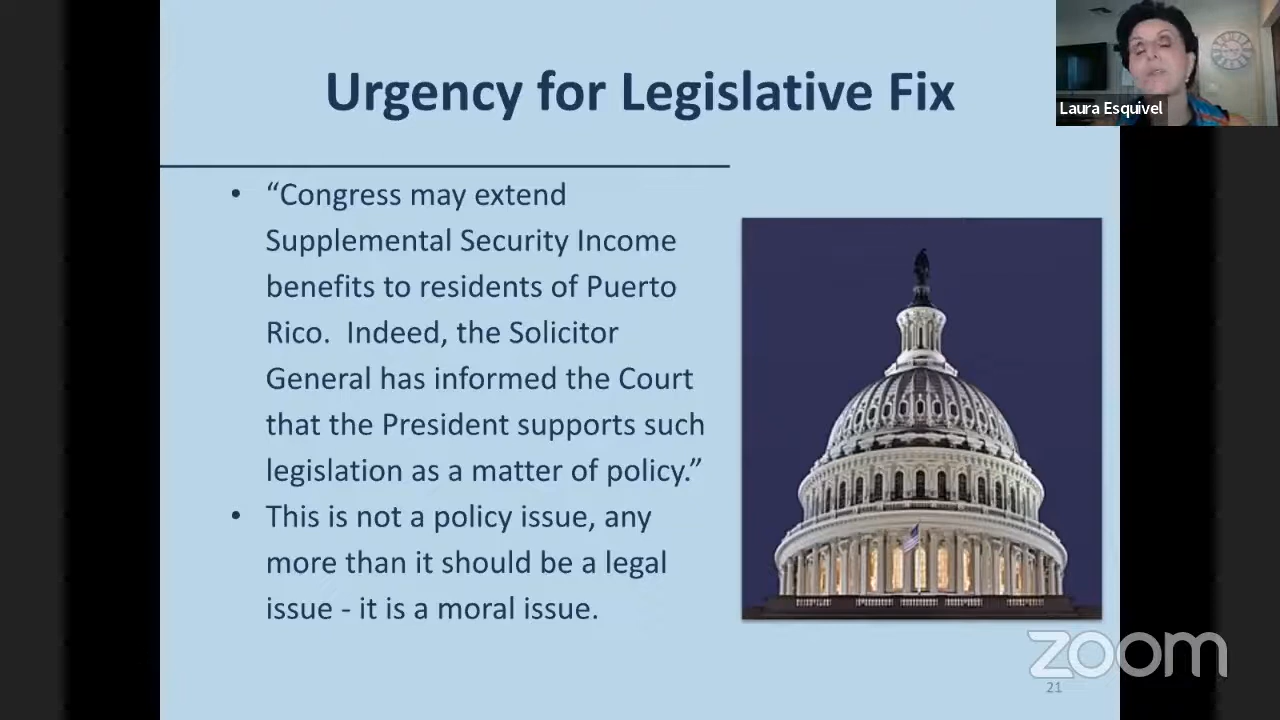 Urgency for Legislative Fix
Laura Esquivel
• “Congress may extend
Supplemental Security Income
benefits to residents of Puerto
Rico.  Indeed, the Solicitor
General has informed the Court
that the President supports such
legislation as a matter of policy.”
• This is not a policy issue, any
more than it should be a legal
issue - it is a moral issue.
zoom
21